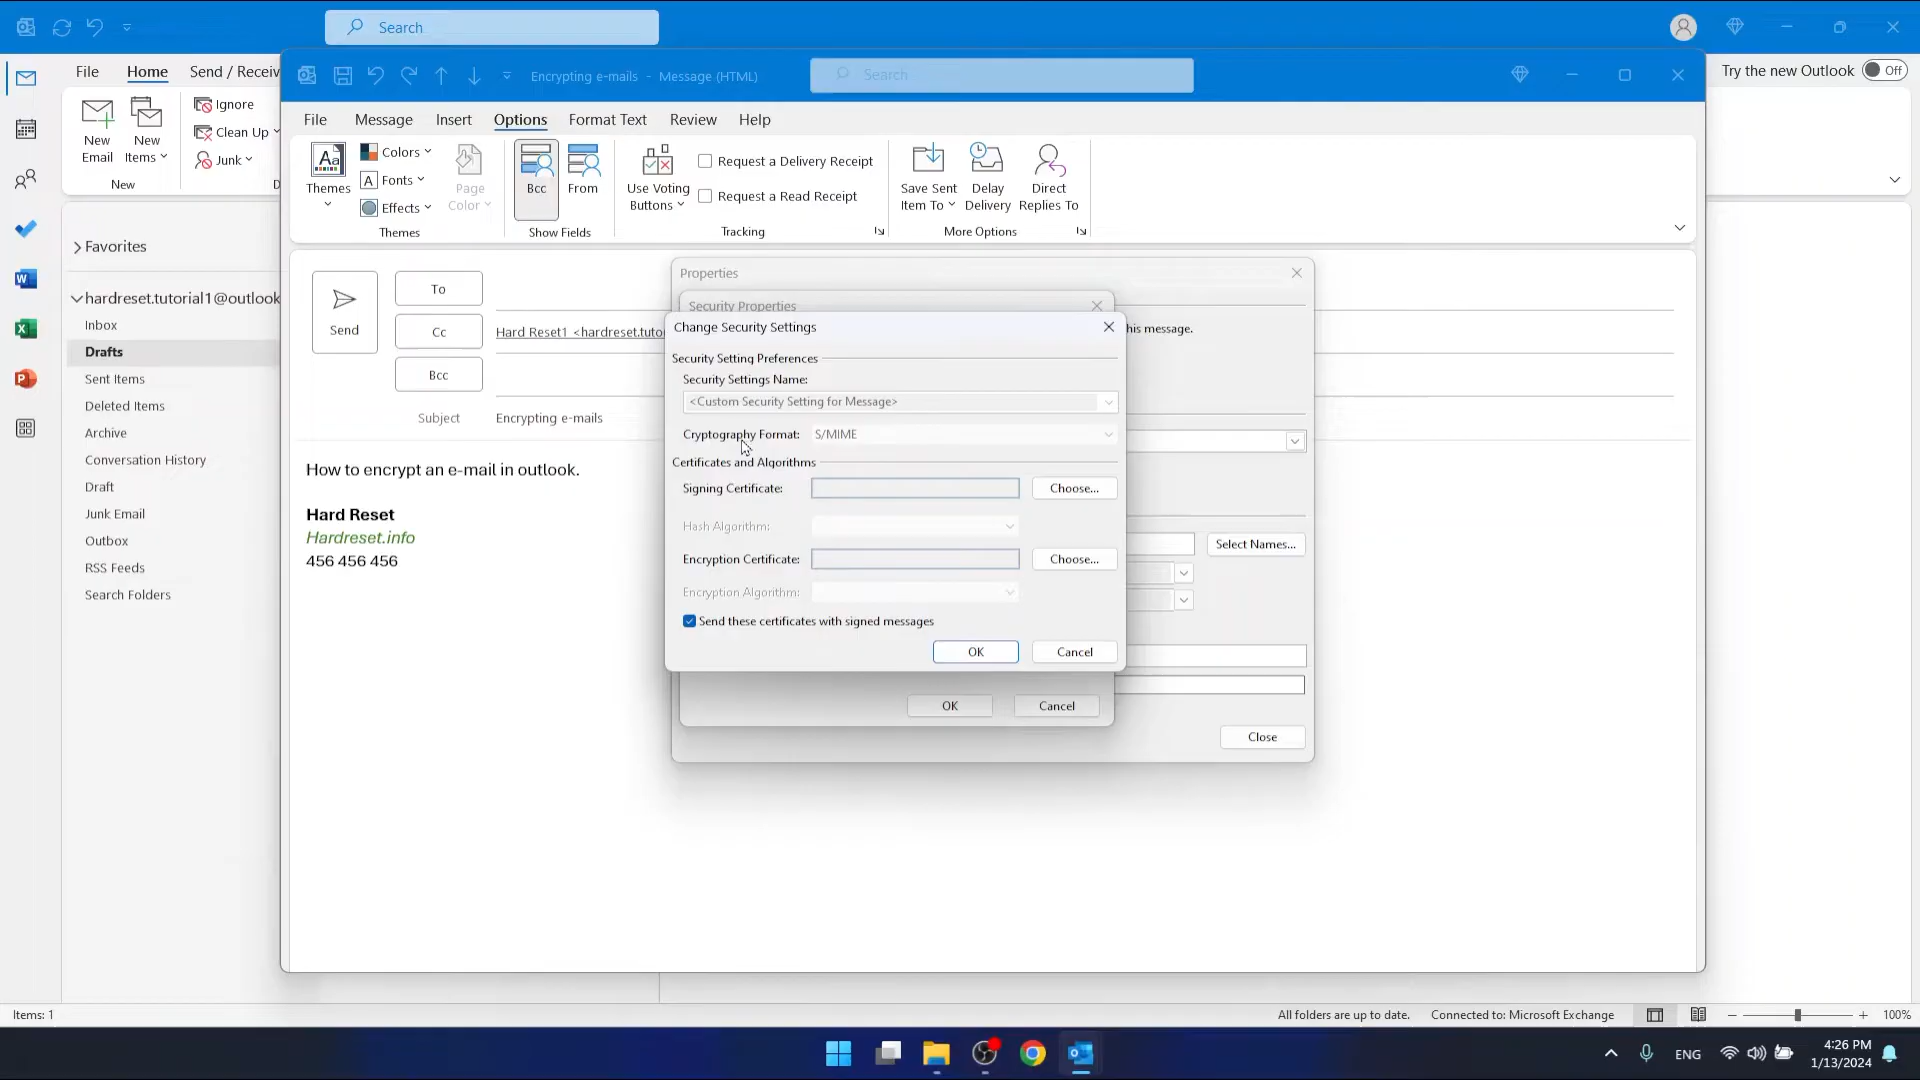 Search
File
Home
Send / Receiv
Try the new Outlook
Off
New
Email
New
Items
Ignore
Clean Up
Junk
New
D
Encrypting e-mails - Message (HTML)
Search
File
Message
Insert
Options
Format Text
Review
Help
Aa
Themes
Colors
A Fonts
Effects
Page
Color
Themes
Bcc
From
Show Fields
Use Voting
Buttons
Request a Delivery Receipt
Request a Read Receipt
Tracking
Save Sent
Item To
Delay
Delivery
Direct
Replies To
More Options
Favorites
hardreset.tutorial1@outlook
Inbox
Drafts
Sent Items
Deleted Items
Archive
Conversation History
Draft
Junk Email
Outbox
RSS Feeds
Search Folders
Send
To
Cc
Hard Reset1 <hardreset.tuto
Bcc
Subject
Encrypting e-mails
How to encrypt an e-mail in outlook.
Hard Reset
Hardreset.info
456 456 456
Properties
his message.
Select Names...
Close
Security Properties
OK
Cancel
Change Security Settings
Security Setting Preferences
Security Settings Name:
<Custom Security Setting for Message>
Cryptography Format: S/MIME
Certificates and Algorithms
Signing Certificate:
Choose...
Hash Algorithm:
Encryption Certificate:
Choose...
Encryption Algorithm:
Send these certificates with signed messages
OK
Cancel
Items: 1
All folders are up to date.
Connected to: Microsoft Exchange
100%
ENG
4:26 PM
1/13/2024